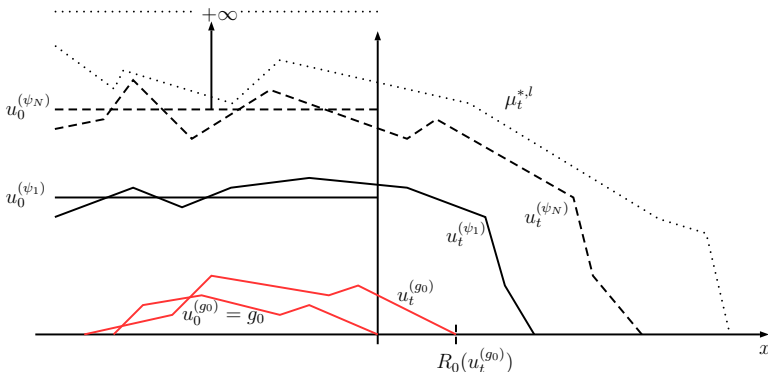 +∞
u_0^{(ψ_N)}
μ_t^{*,l}
u_0^{(ψ_1)}
u_t^{(ψ_N)}
u_t^{(ψ_1)}
u_t^{(g_0)}
u_0^{(g_0)} = g_0
x
R_0(u_t^{(g_0)})